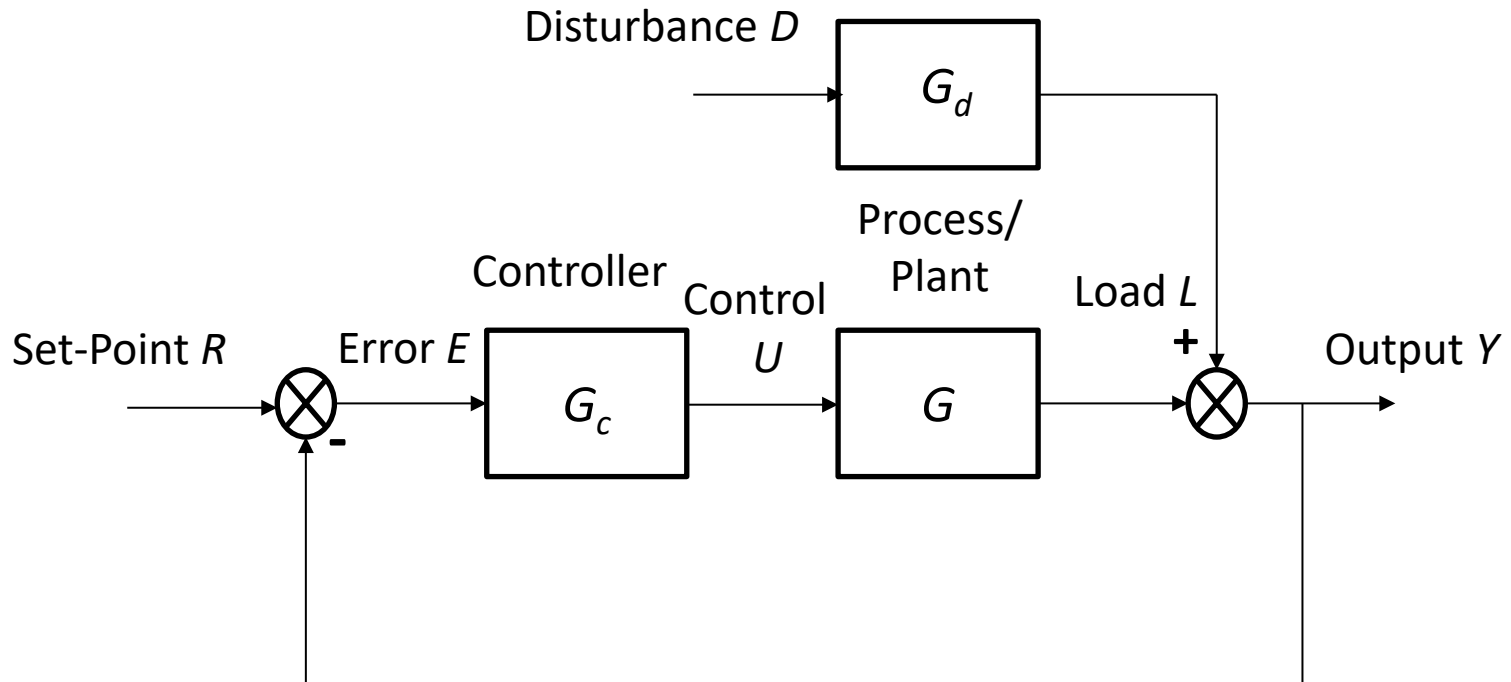 Disturbance D
G_d
Process/
Plant
Controller
Control
U
Load L
+
Set-Point R
Error E
Output Y
G_c
G
-